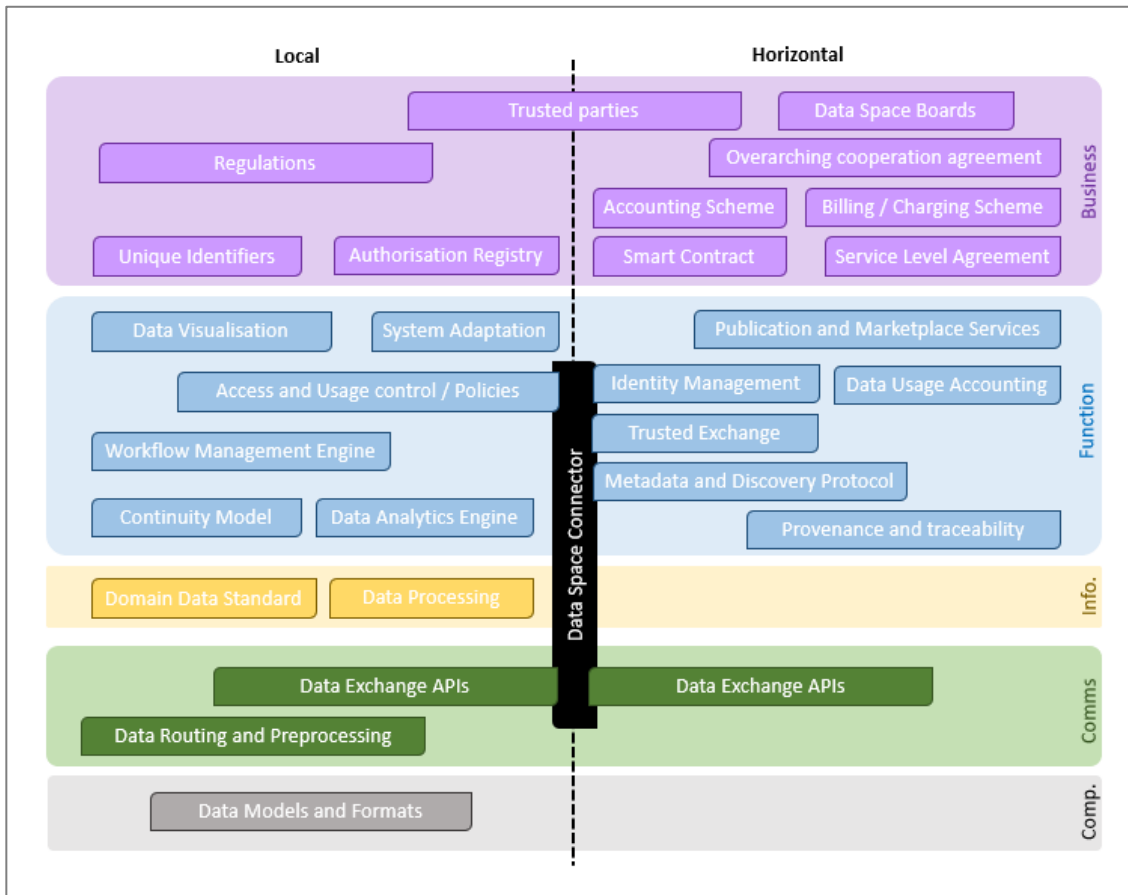 Local
Horizontal
Trusted parties
Data Space Boards
Regulations
Overarching cooperation agreement
Accounting Scheme
Billing / Charging Scheme
Unique Identifiers
Authorisation Registry
Smart Contract
Service Level Agreement
Business
Data Visualisation
System Adaptation
Publication and Marketplace Services
Access and Usage control / Policies
Identity Management
Data Usage Accounting
Trusted Exchange
Workflow Management Engine
Metadata and Discovery Protocol
Continuity Model
Data Analytics Engine
Provenance and traceability
Function
Data Space Connector
Domain Data Standard
Data Processing
Info.
Data Exchange APIs
Data Exchange APIs
Data Routing and Preprocessing
Comms
Data Models and Formats
Comp.